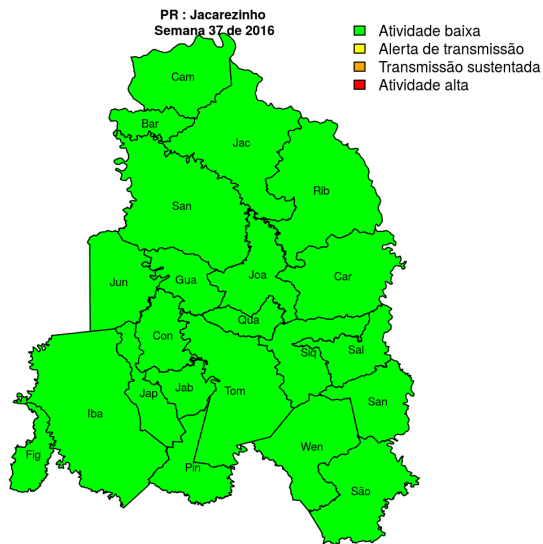 PR : Jacarezinho
Semana 37 de 2016
Atividade baixa
Alerta de transmissão
Transmissão sustentada
Atividade alta
Cam
Bar
Jac
Rib
San
Jun
Gua
Joa
Car
Qua
Con
Siq
Sal
Jap
Jab
Tom
San
Iba
Wen
Fig
Pin
São